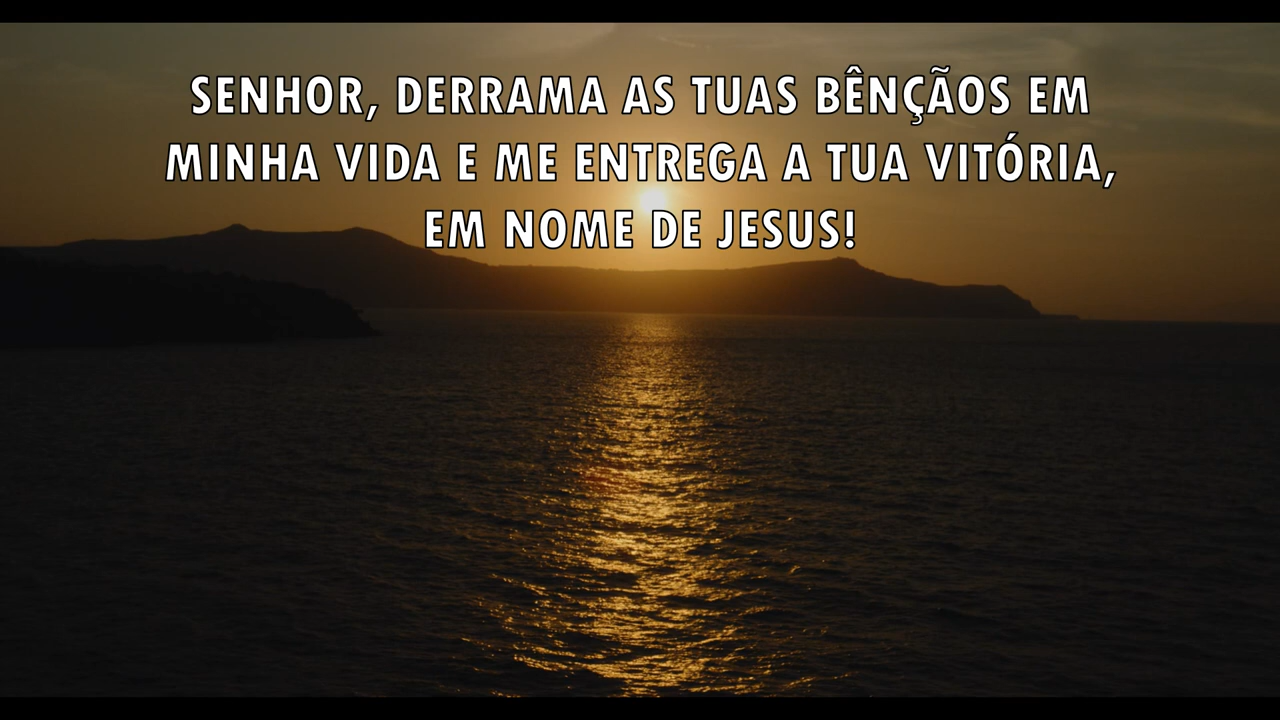 SENHOR, DERRAMA AS TUAS BÊNÇÃOS EM
MINHA VIDA E ME ENTREGA A TUA VITÓRIA,
EM NOME DE JESUS!